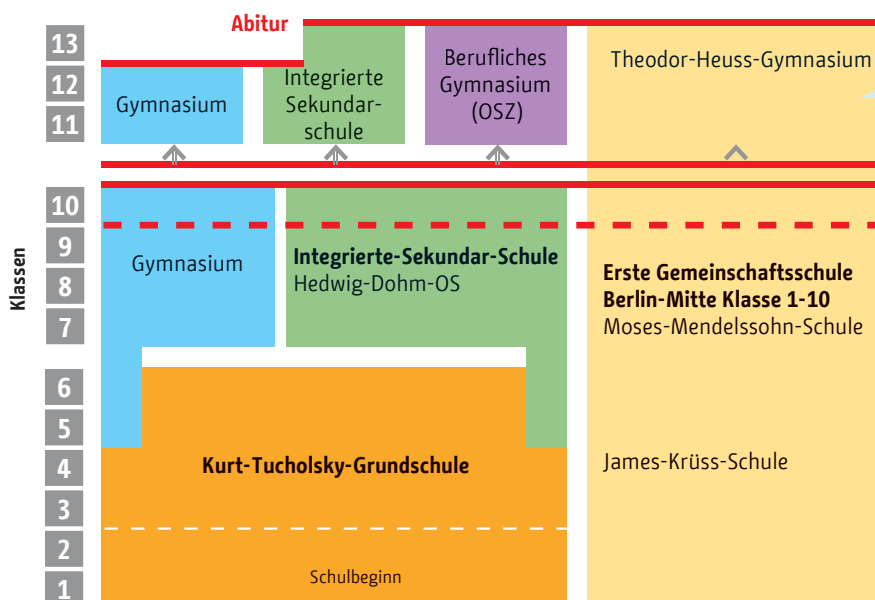 Abitur
13
12
11
10
9
8
7
6
5
4
3
2
1
Klassen
Gymnasium
Integrierte
Sekundar-
schule
Berufliches
Gymnasium
(OSZ)
Theodor-Heuss-Gymnasium
Gymnasium
Integrierte-Sekundar-Schule
Hedwig-Dohm-OS
Erste Gemeinschaftsschule
Berlin-Mitte Klasse 1-10
Moses-Mendelssohn-Schule
Kurt-Tucholsky-Grundschule
James-Krüss-Schule
Schulbeginn